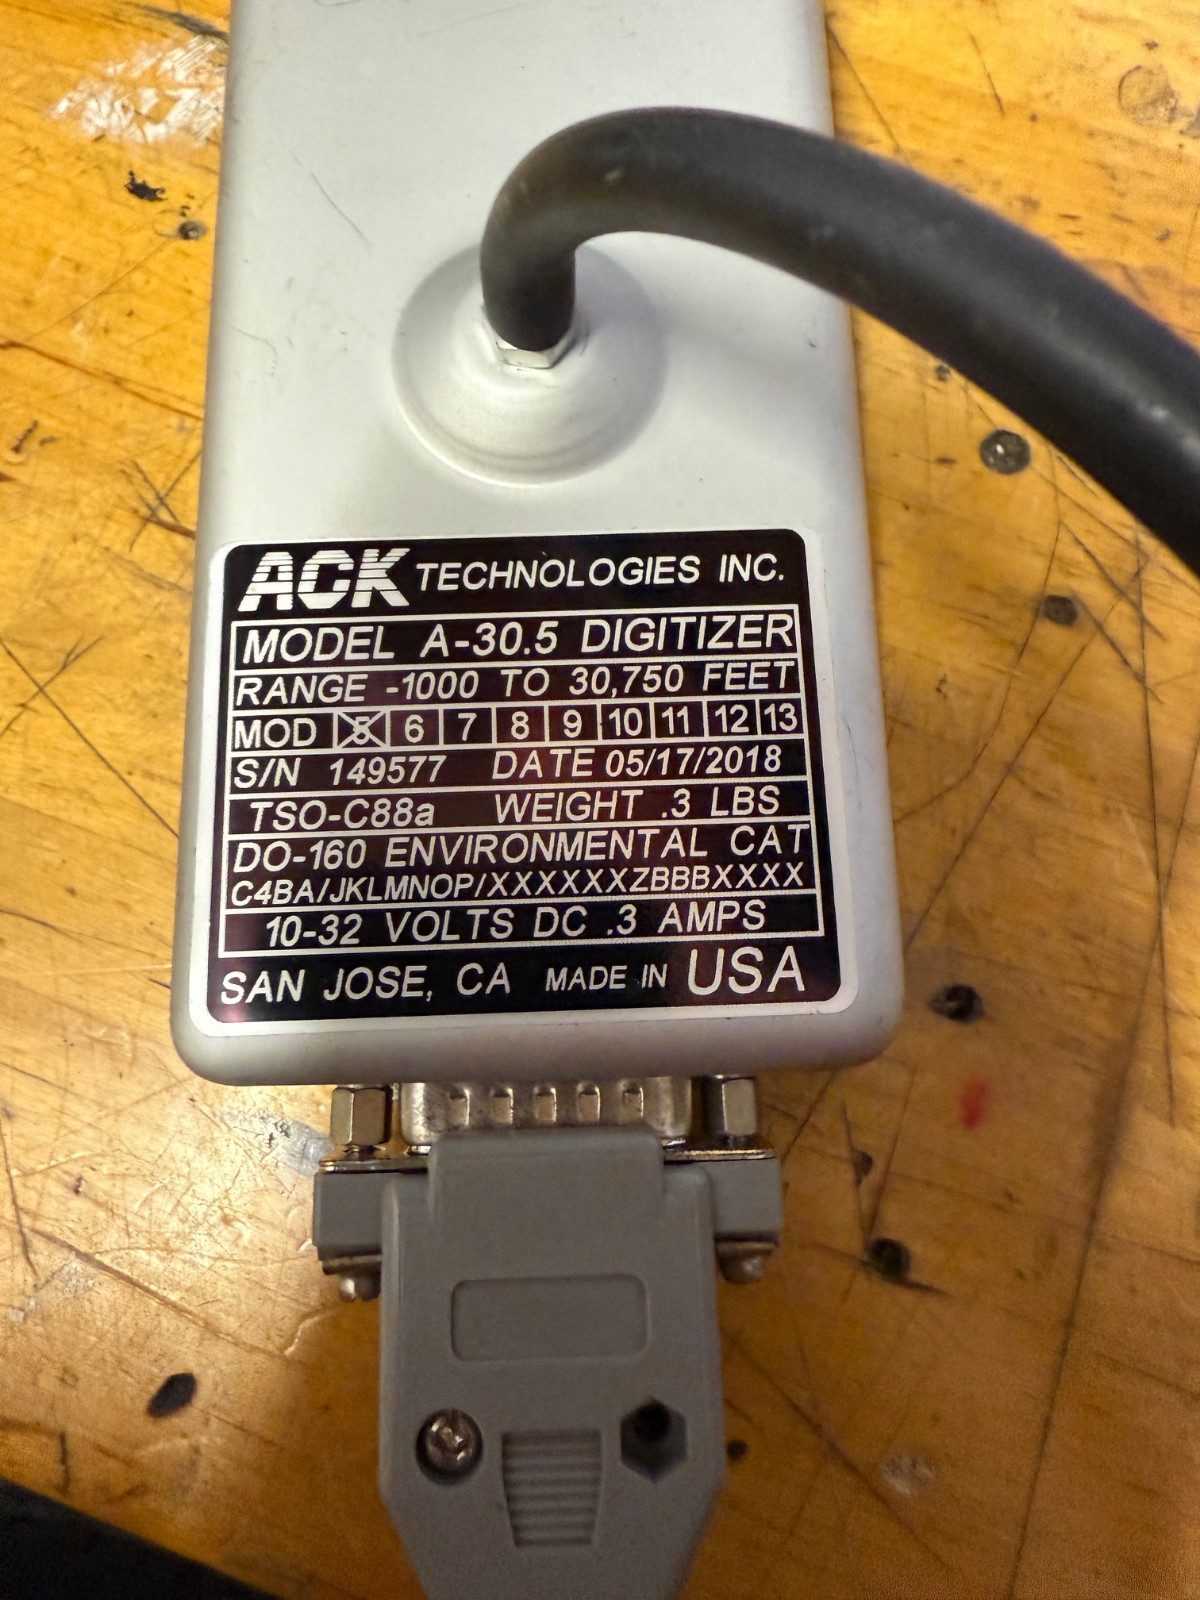 ACK TECHNOLOGIES INC.
MODEL A-30.5 DIGITIZER
RANGE -1000 TO 30,750 FEET
MOD 5 6 7 8 9 10 11 12 13
S/N 149577 DATE 05/17/2018
TSO-C88a WEIGHT .3 LBS
DO-160 ENVIRONMENTAL CAT
C4BA/JKLMNOP/XXXXXXZBBBXXXX
10-32 VOLTS DC .3 AMPS
SAN JOSE, CA MADE IN USA